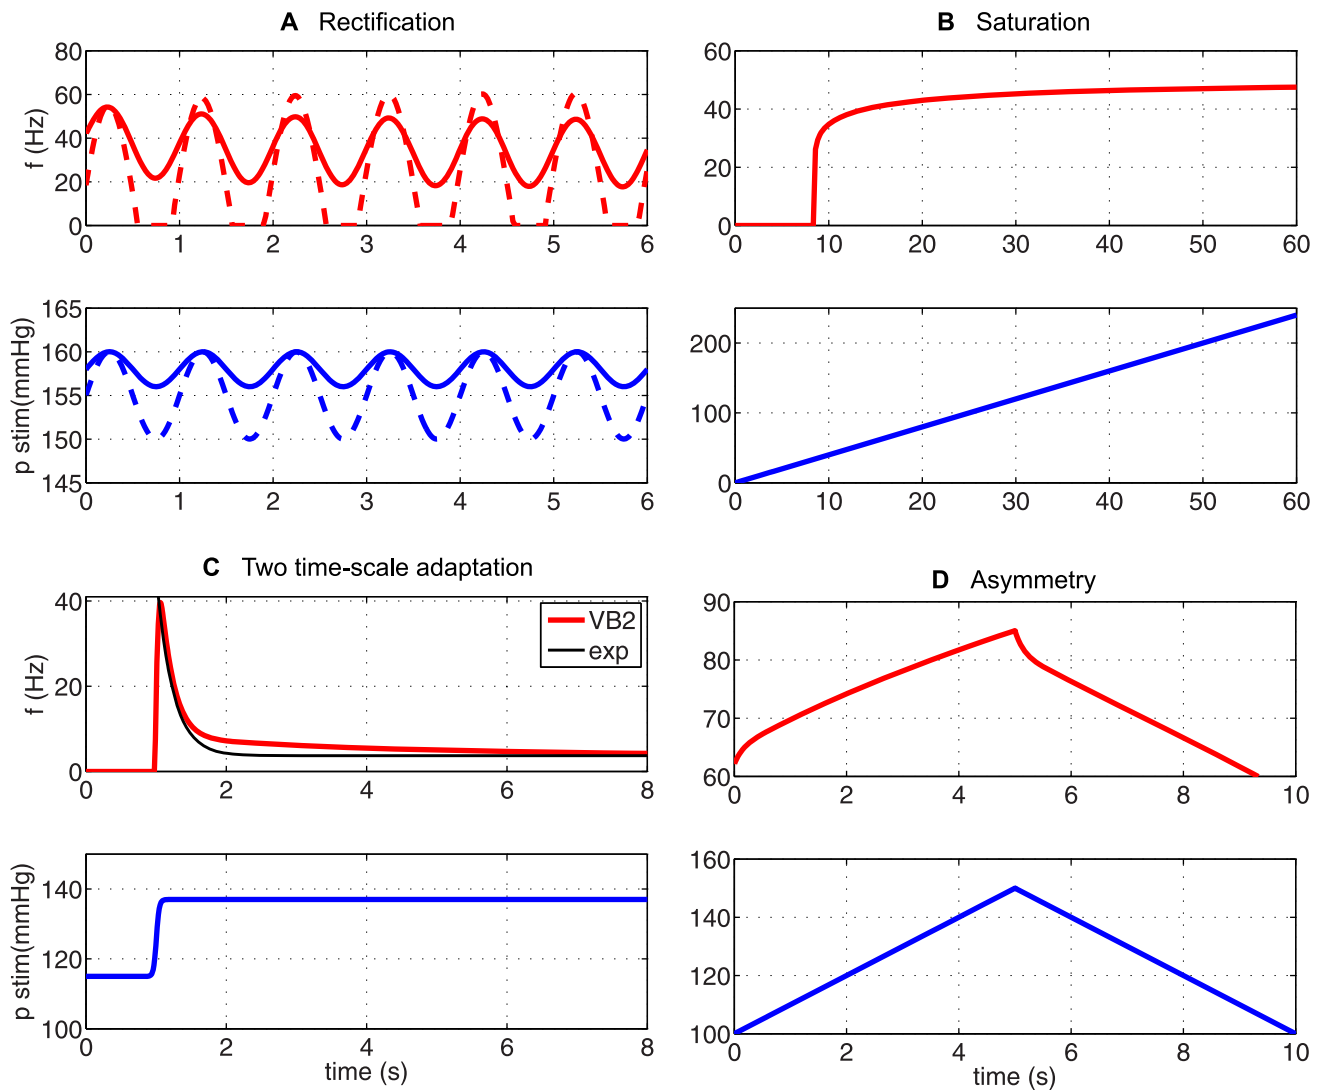 A Rectification
80
60
40
20
0
f (Hz)
0 1 2 3 4 5 6
165
160
155
150
145
p stim(mmHg)
0 1 2 3 4 5 6
B Saturation
60
40
20
0
0 10 20 30 40 50 60
200
100
0
0 10 20 30 40 50 60
C Two time-scale adaptation
40
20
0
f (Hz)
VB2
exp
0 2 4 6 8
140
120
100
p stim(mmHg)
0 2 4 6 8
time (s)
D Asymmetry
90
80
70
60
0 2 4 6 8 10
160
140
120
100
0 2 4 6 8 10
time (s)